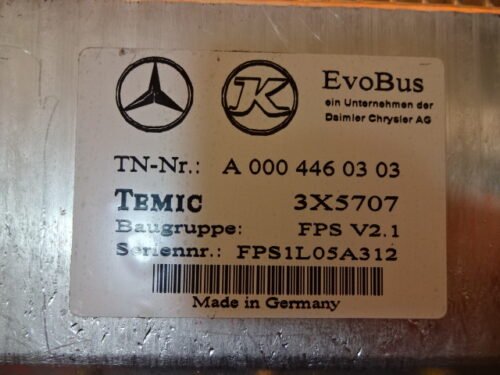 K EvoBus
ein Unternehmen der
Daimler Chrysler AG
TN-Nr.: A 000 446 03 03
TEMIC 3X5707
Baugruppe: FPS V2.1
Seriennr.: FPS1L05A312
Made in Germany